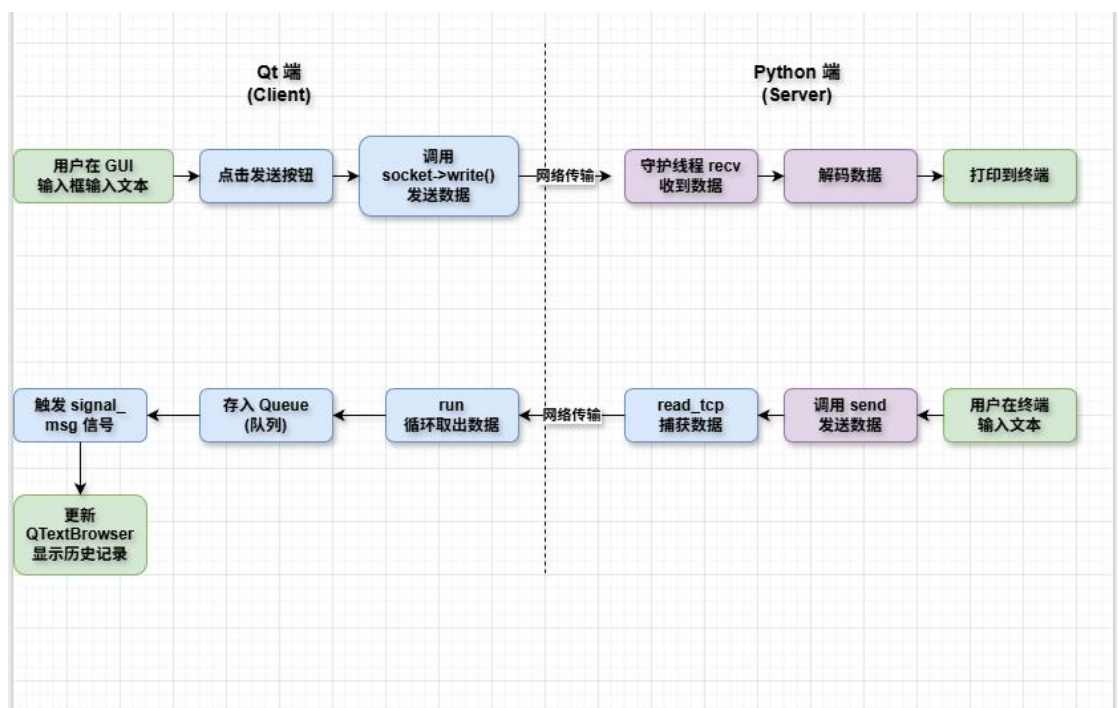 Qt 端
(Client)
Python 端
(Server)
用户在 GUI
输入框输入文本
点击发送按钮
调用
socket->write()
发送数据
网络传输
守护线程 recv
收到数据
解码数据
打印到终端
触发 signal_
msg 信号
存入 Queue
(队列)
run
循环取出数据
网络传输
read_tcp
捕获数据
调用 send
发送数据
用户在终端
输入文本
更新
QTextBrowser
显示历史记录